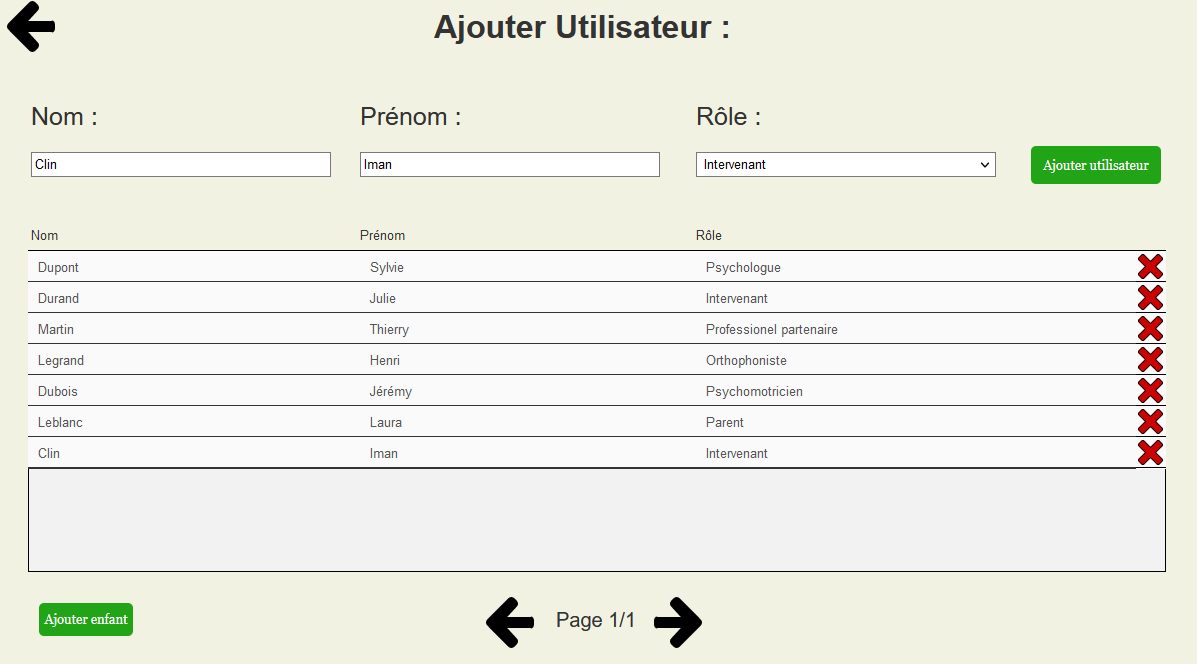 Ajouter Utilisateur :
Nom : Prénom : Rôle :
Clin Iman Intervenant Ajouter utilisateur
Nom Prénom Rôle
Dupont Sylvie Psychologue
Durand Julie Intervenant
Martin Thierry Professionel partenaire
Legrand Henri Orthophoniste
Dubois Jérémy Psychomotricien
Leblanc Laura Parent
Clin Iman Intervenant
Ajouter enfant Page 1/1